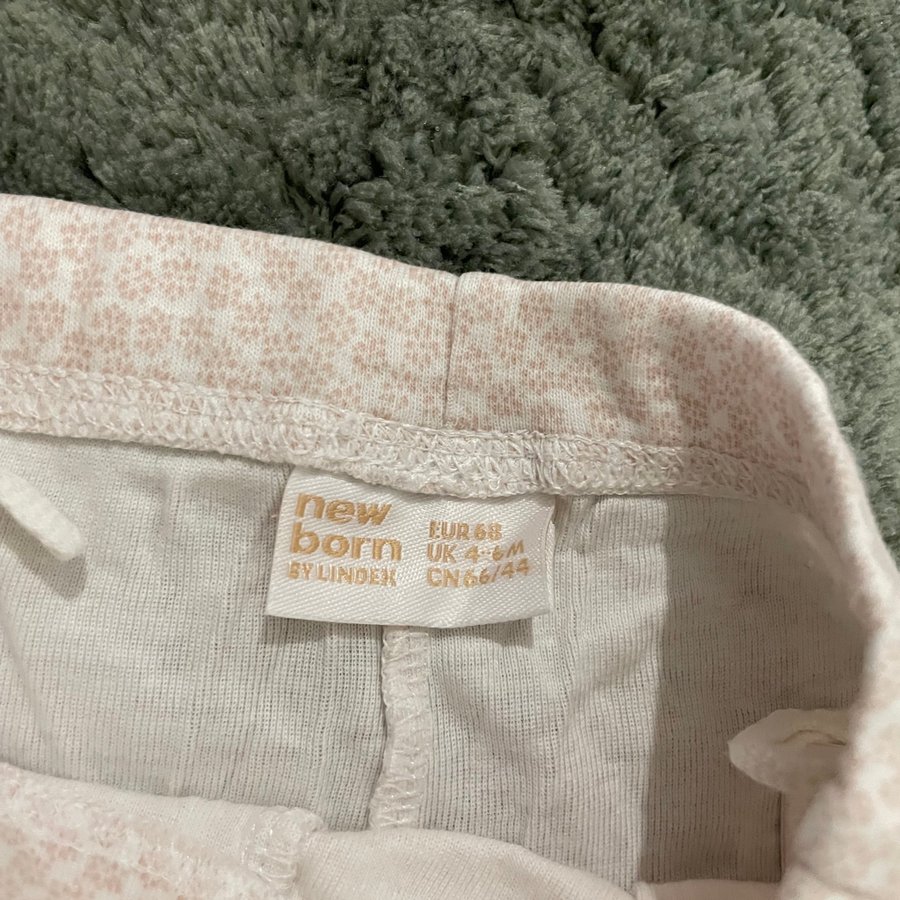 new
born
BY LINDEX
EUR 68
UK 4-6M
CN 66/44